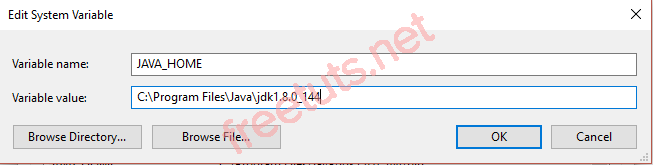 Edit System Variable
Variable name: JAVA_HOME
Variable value: C:\Program Files\Java\jdk1.8.0_144
Browse Directory... Browse File... OK Cancel
freetuts.net